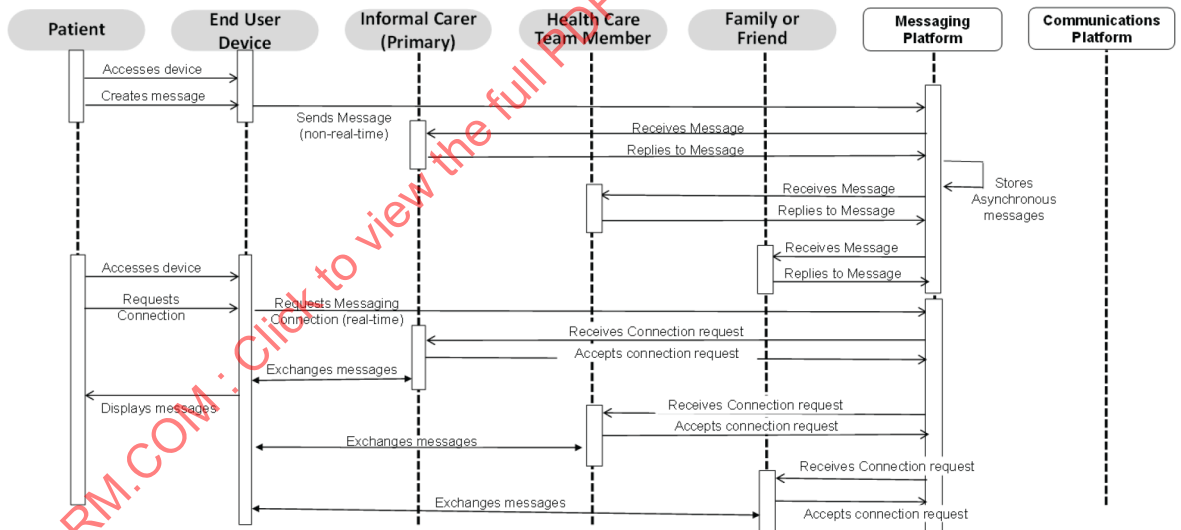 Patient
End User
Device
Informal Carer
(Primary)
Health Care
Team Member
Family or
Friend
Messaging
Platform
Communications
Platform
Accesses device
Creates message
Sends Message
(non-real-time)
Receives Message
Replies to Message
Stores
Asynchronous
messages
Receives Message
Replies to Message
Receives Message
Replies to Message
Accesses device
Requests
Connection
Requests Messaging
Connection (real-time)
Receives Connection request
Accepts connection request
Exchanges messages
Displays messages
Receives Connection request
Accepts connection request
Exchanges messages
Receives Connection request
Exchanges messages
Accepts connection request
RM.COM : Click to view the full PDF